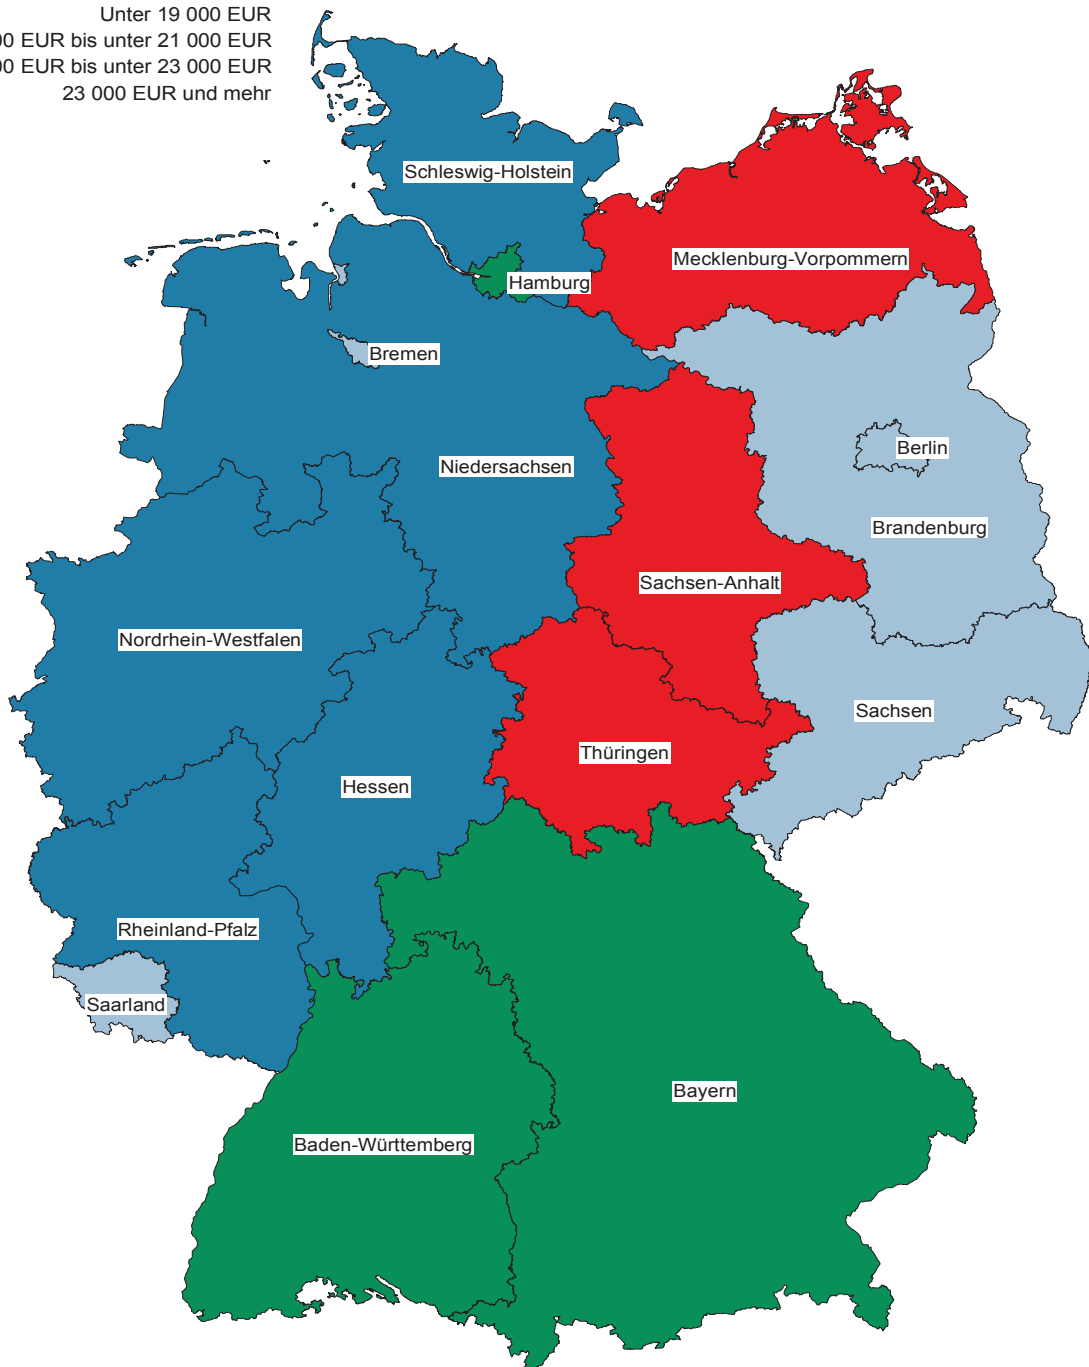 Unter 19 000 EUR
00 EUR bis unter 21 000 EUR
00 EUR bis unter 23 000 EUR
23 000 EUR und mehr
Schleswig-Holstein
Mecklenburg-Vorpommern
Hamburg
Bremen
Berlin
Niedersachsen
Brandenburg
Sachsen-Anhalt
Nordrhein-Westfalen
Sachsen
Thüringen
Hessen
Rheinland-Pfalz
Saarland
Bayern
Baden-Württemberg